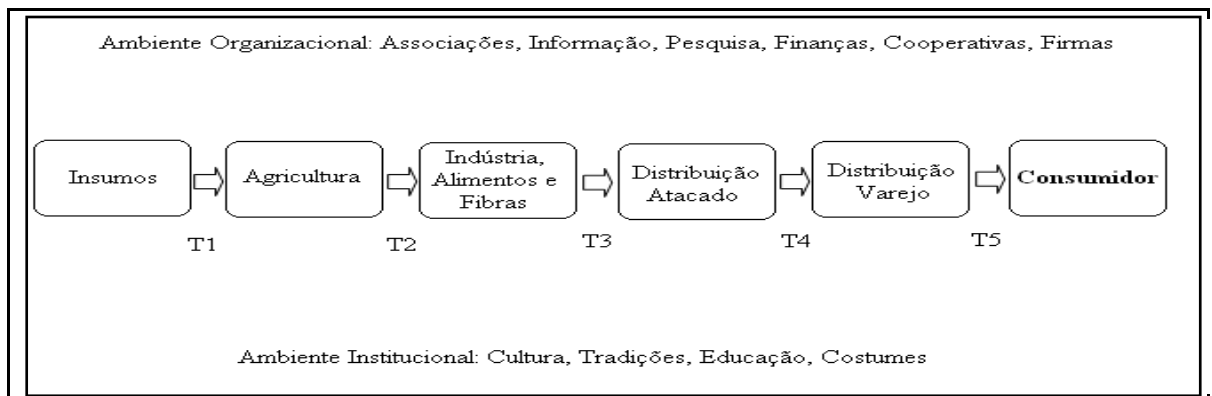 Ambiente Organizacional: Associações, Informação, Pesquisa, Finanças, Cooperativas, Firmas
Insumos
Agricultura
Indústria,
Alimentos e
Fibras
Distribuição
Atacado
Distribuição
Varejo
Consumidor
T1
T2
T3
T4
T5
Ambiente Institucional: Cultura, Tradições, Educação, Costumes